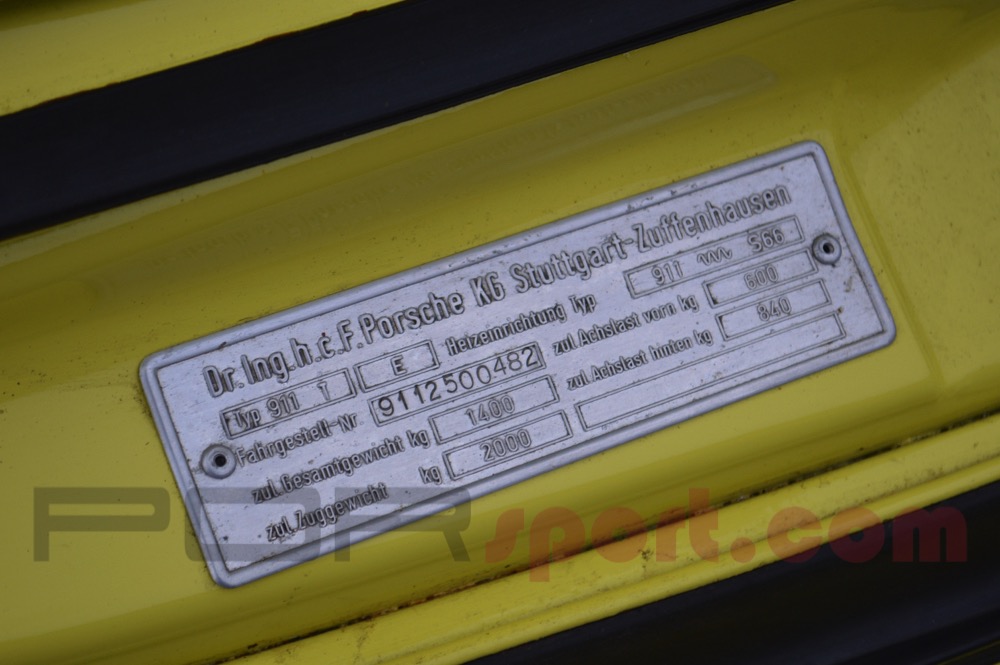 Dr. Ing. h.c. F. Porsche KG Stuttgart-Zuffenhausen
Typ 911 T E Heizeinrichtung Typ 911 ~~~ S66
Fahrgestell-Nr 9112500482 zul. Achslast vorn kg 600
zul. Gesamtgewicht kg 1400 zul. Achslast hinten kg 840
zul. Zuggewicht kg 2000
PORsport.com